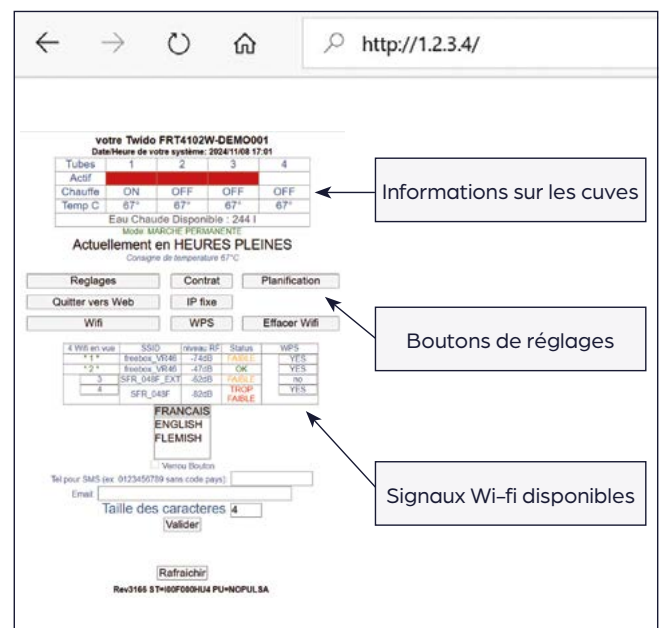 http://1.2.3.4/
votre Twido FRT4102W-DEMO001
Date/Heure de votre système: 2024/11/08 17:01
Tubes 1 2 3 4
Actif
Chauffe ON OFF OFF OFF
Temp C 67° 67° 67° 67°
Eau Chaude Disponible : 244 l
Mode MARCHE PERMANENTE
Actuellement en HEURES PLEINES
Consigne de temperature 67°C
Informations sur les cuves
Reglages Contrat Planification
Quitter vers Web IP fixe
Wifi WPS Effacer Wifi
Boutons de réglages
4 Wifi en vue SSID niveau RF Status WPS
*1* freebox_VR46 -74dB FAIBLE YES
*2* freebox_VR46 -47dB OK YES
3 SFR_048F_EXT -62dB FAIBLE no
4 SFR_048F -82dB TROP FAIBLE YES
FRANCAIS
ENGLISH
FLEMISH
Verrou Bouton
Tel pour SMS (ex: 0123456789 sans code pays):
Email:
Taille des caracteres 4
Valider
Signaux Wi-fi disponibles
Rafraichir
Rev3165 ST=I00F000HU4 PU=NOPULSA